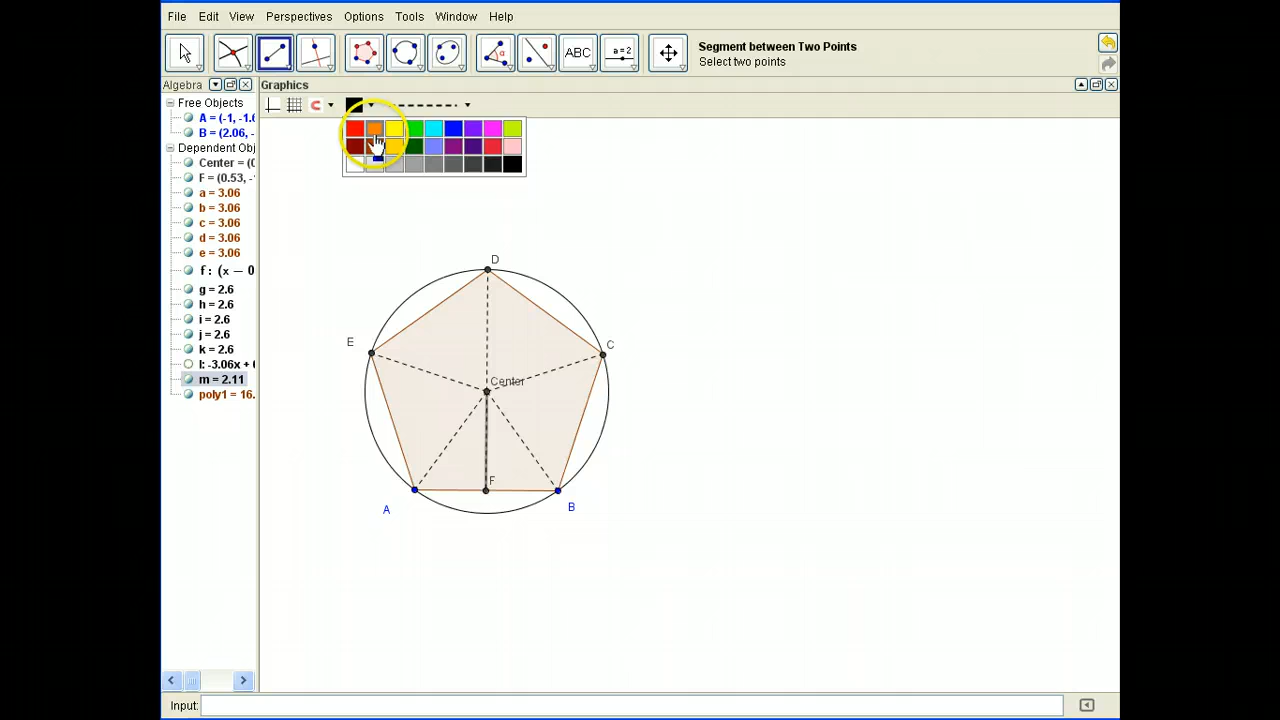 File Edit View Perspectives Options Tools Window Help
ABC
a = 2
α
Segment between Two Points
Select two points
Algebra
Graphics
Free Objects
A = (-1, -1.6
B = (2.06, -
Dependent Obj
Center = (0
F = (0.53, -
a = 3.06
b = 3.06
c = 3.06
d = 3.06
e = 3.06
f: (x – 0
g = 2.6
h = 2.6
i = 2.6
j = 2.6
k = 2.6
l: -3.06x +
m = 2.11
poly1 = 16.
D
E
C
Center
F
A
B
Input: